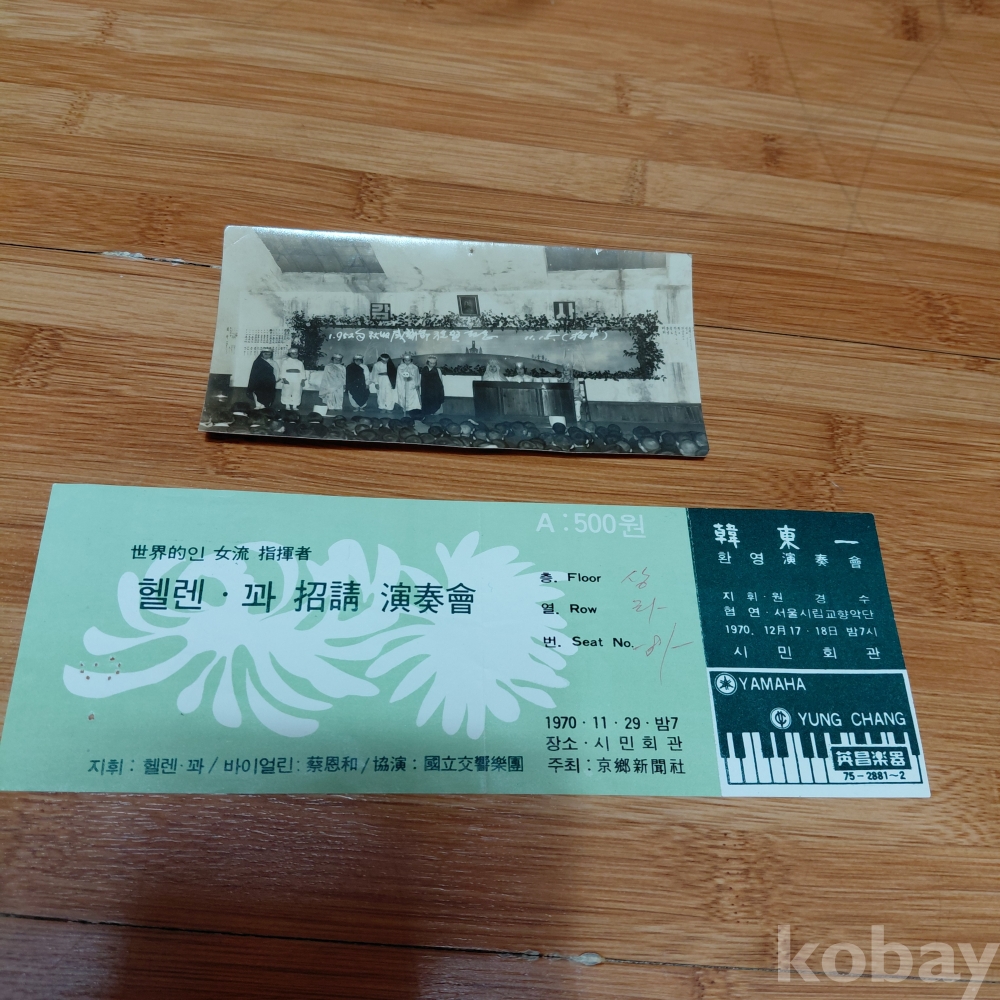 감 사
世界的인 女流 指揮者
헬렌 · 꽈 招請 演奏會
A : 500원
층. Floor 삼
열. Row
번. Seat No.
1970 · 11 · 29 · 밤7
장소 · 시 민 회 관
주최 : 京鄕新聞社
지휘 : 헬렌 · 꽈 / 바이얼린 : 蔡恩和 / 協演 : 國立交響樂團
韓 東 一
환 영 演 奏 會
지 휘 · 원 경 수
협 연 · 서울시립교향악단
1970. 12月17 · 18日 밤7시
시 민 회 관
YAMAHA
YUNG CHANG
英昌楽器
75-2881~2
kobay